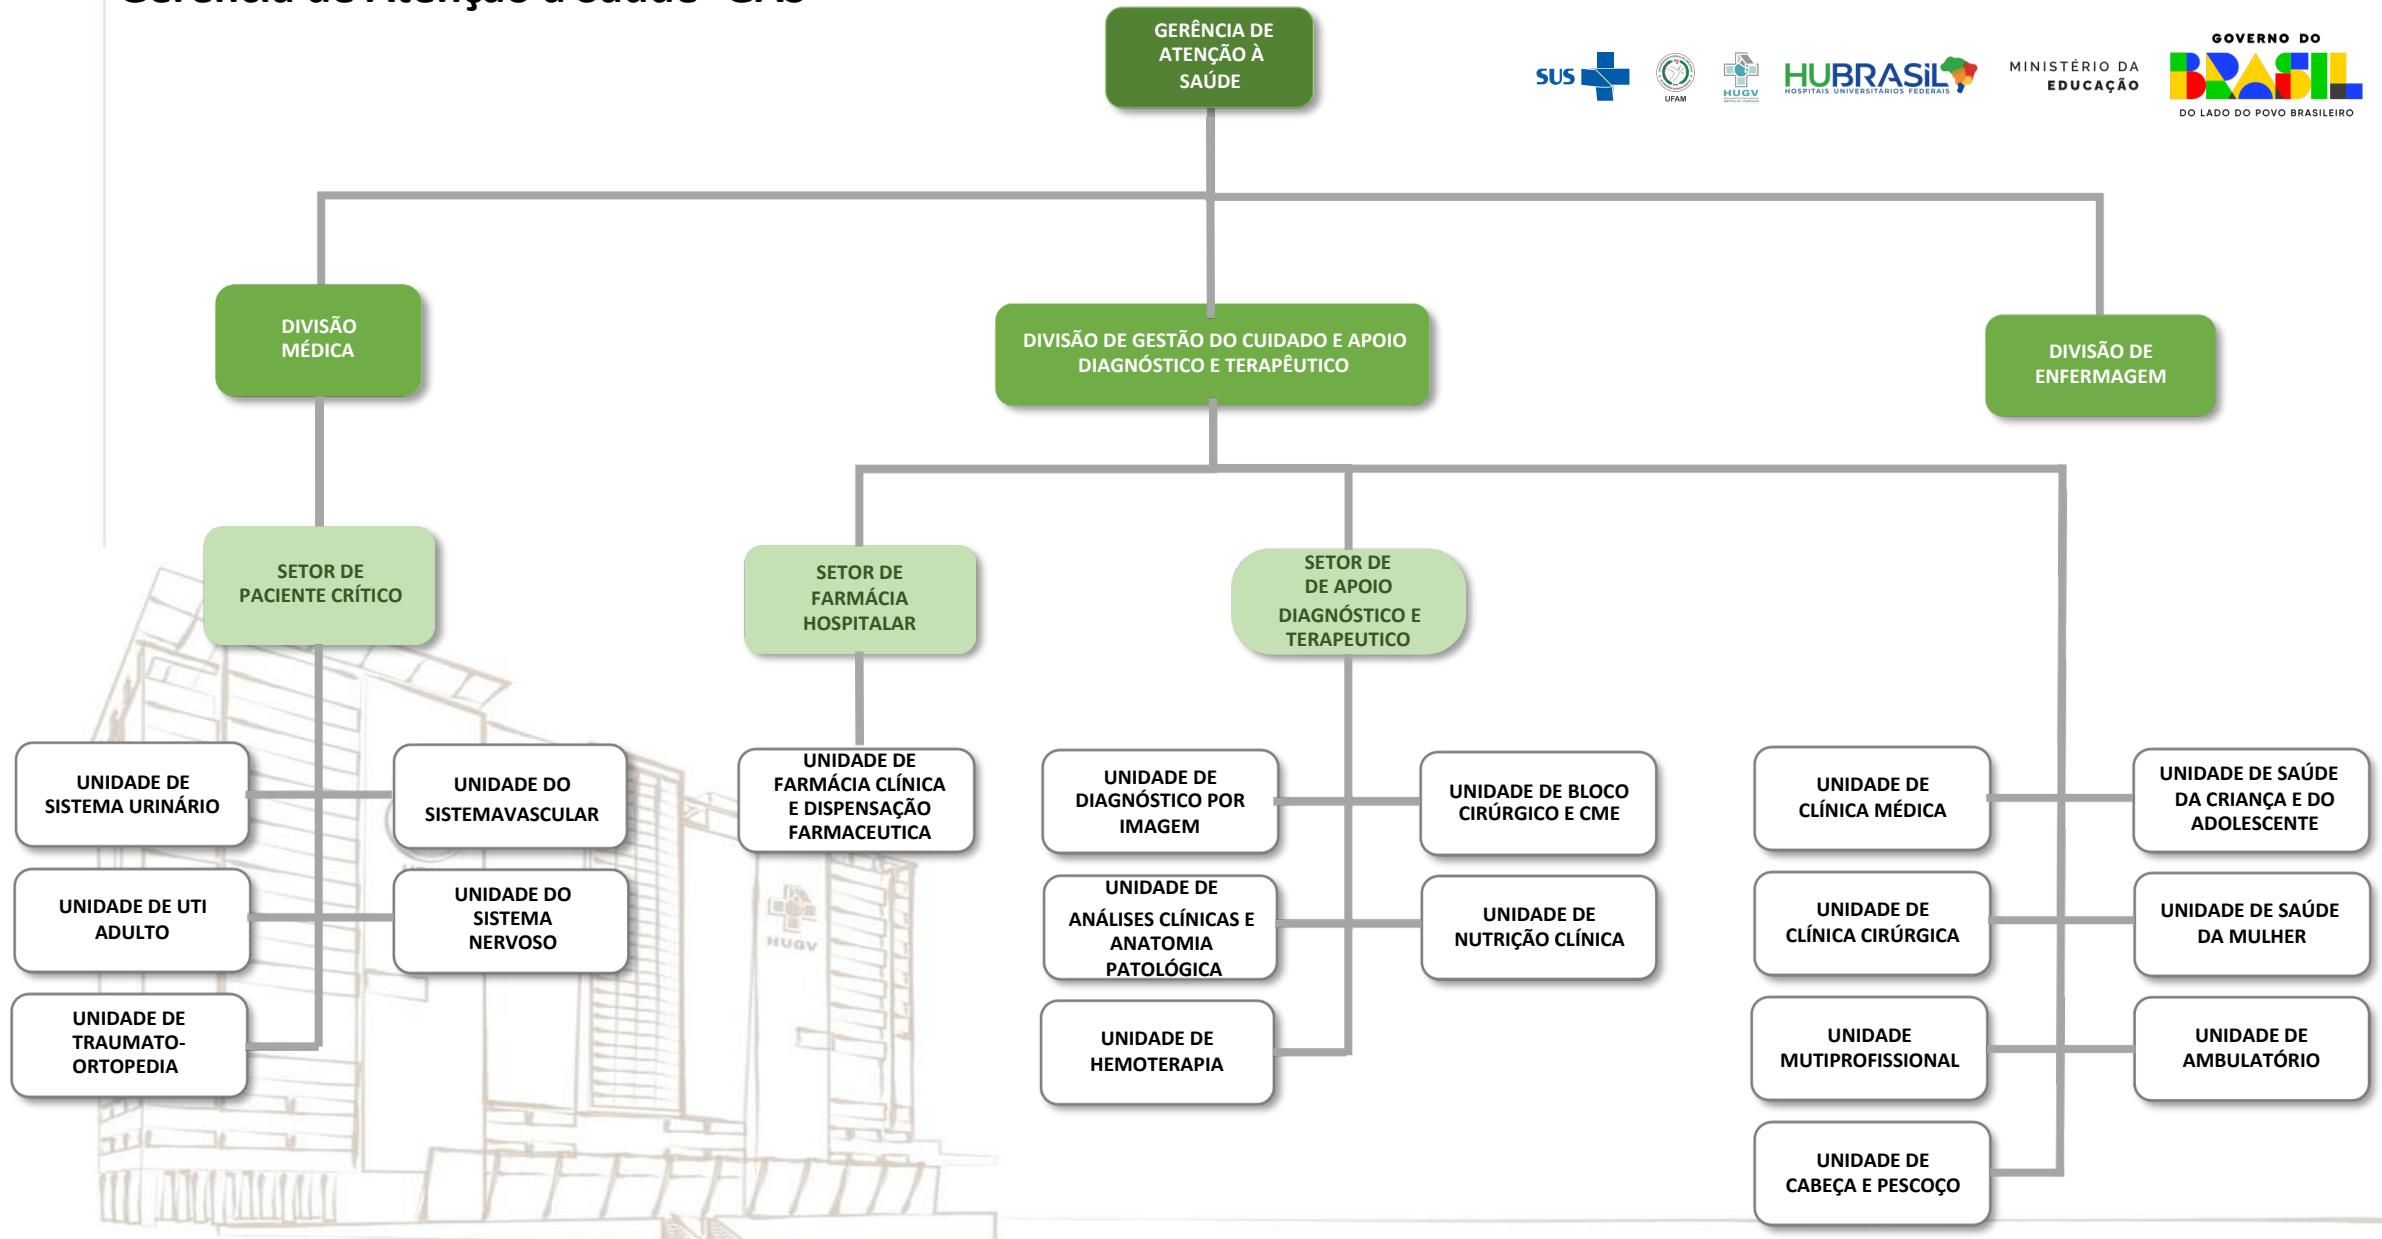 Gerência de Atenção à Saúde- GAS
GERÊNCIA DE
ATENÇÃO À
SAÚDE
SUS
UFAM
HUGV
HUBRASIL
HOSPITAIS UNIVERSITÁRIOS FEDERAIS
MINISTÉRIO DA
EDUCAÇÃO
GOVERNO DO
BRASIL
DO LADO DO POVO BRASILEIRO
DIVISÃO
MÉDICA
DIVISÃO DE GESTÃO DO CUIDADO E APOIO
DIAGNÓSTICO E TERAPÊUTICO
DIVISÃO DE
ENFERMAGEM
SETOR DE
PACIENTE CRÍTICO
SETOR DE
FARMÁCIA
HOSPITALAR
SETOR DE
DE APOIO
DIAGNÓSTICO E
TERAPEUTICO
UNIDADE DE
SISTEMA URINÁRIO
UNIDADE DO
SISTEMAVASCULAR
UNIDADE DE UTI
ADULTO
UNIDADE DO
SISTEMA
NERVOSO
UNIDADE DE
TRAUMATO-
ORTOPEDIA
UNIDADE DE
FARMÁCIA CLÍNICA
E DISPENSAÇÃO
FARMACEUTICA
UNIDADE DE
DIAGNÓSTICO POR
IMAGEM
UNIDADE DE BLOCO
CIRÚRGICO E CME
UNIDADE DE
ANÁLISES CLÍNICAS E
ANATOMIA
PATOLÓGICA
UNIDADE DE
NUTRIÇÃO CLÍNICA
UNIDADE DE
HEMOTERAPIA
UNIDADE DE
CLÍNICA MÉDICA
UNIDADE DE SAÚDE
DA CRIANÇA E DO
ADOLESCENTE
UNIDADE DE
CLÍNICA CIRÚRGICA
UNIDADE DE SAÚDE
DA MULHER
UNIDADE
MUTIPROFISSIONAL
UNIDADE DE
AMBULATÓRIO
UNIDADE DE
CABEÇA E PESCOÇO
HUGV